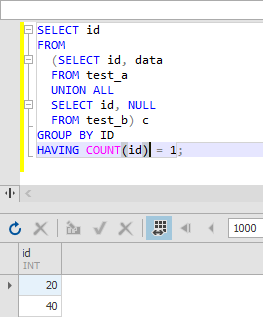 SELECT id
FROM
(SELECT id, data
FROM test_a
UNION ALL
SELECT id, NULL
FROM test_b) c
GROUP BY ID
HAVING COUNT(id) = 1;
1000
id
INT
20
40